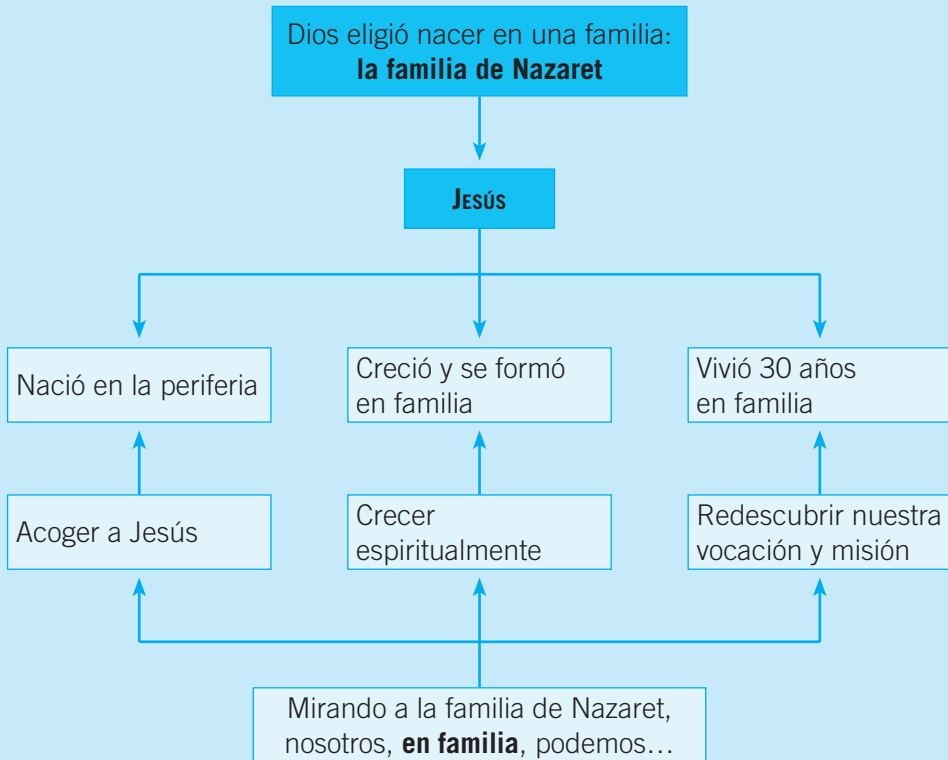 Dios eligió nacer en una familia:
la familia de Nazaret
JESÚS
Nació en la periferia
Creció y se formó
en familia
Vivió 30 años
en familia
Acoger a Jesús
Crecer
espiritualmente
Redescubrir nuestra
vocación y misión
Mirando a la familia de Nazaret,
nosotros, en familia, podemos…